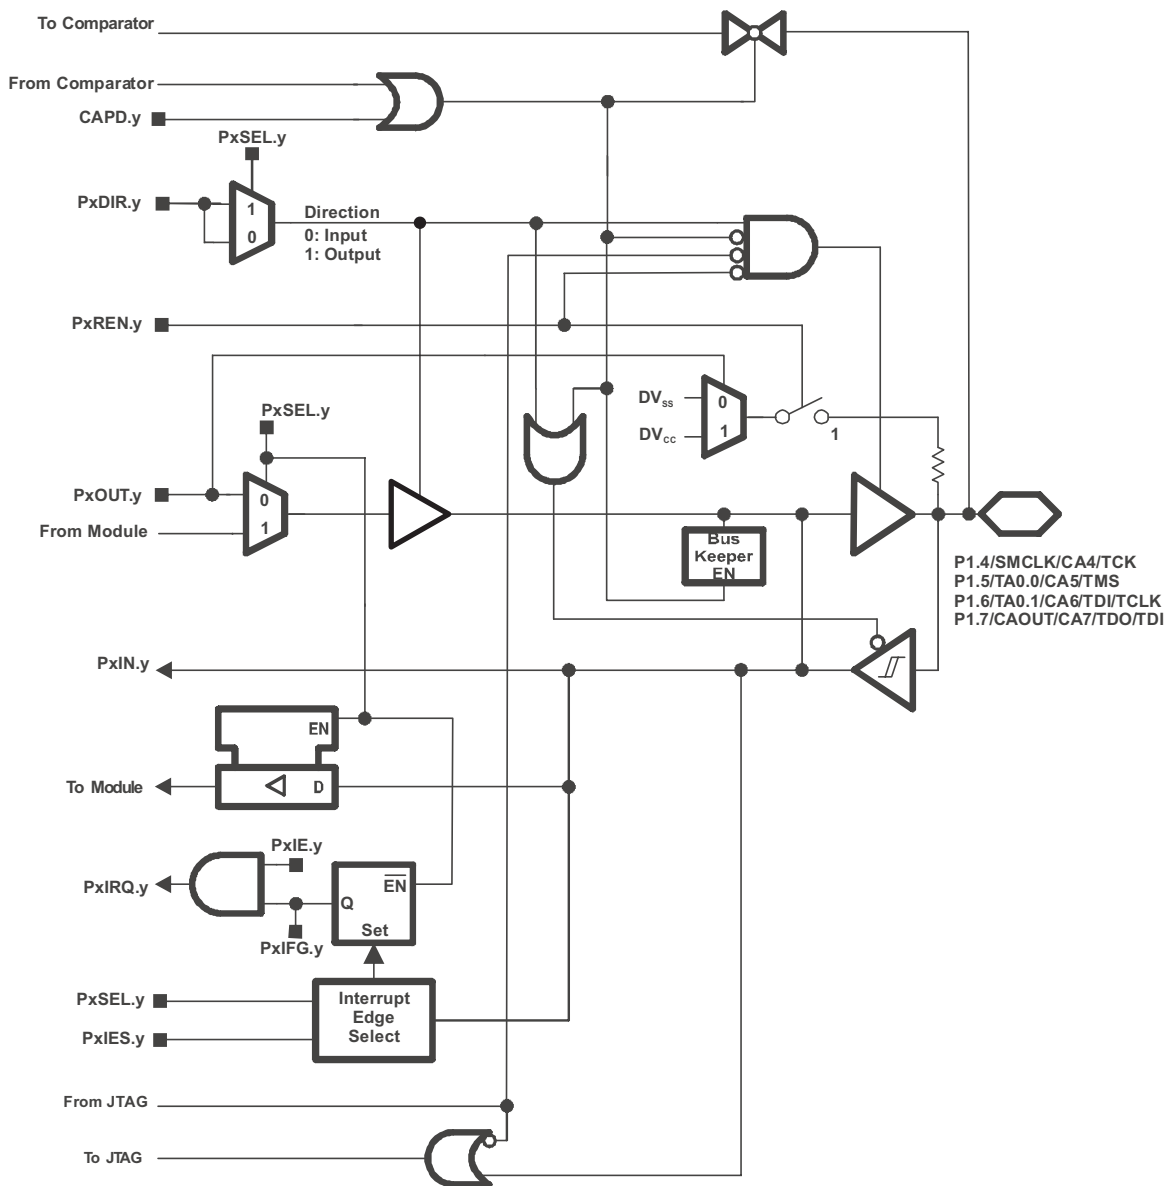 To Comparator
From Comparator
CAPD.y
PxSEL.y
PxDIR.y
1
0
Direction
0: Input
1: Output
PxREN.y
DVSS
0
DVCC
1
1
PxSEL.y
PxOUT.y
0
From Module
1
Bus
Keeper
EN
P1.4/SMCLK/CA4/TCK
P1.5/TA0.0/CA5/TMS
P1.6/TA0.1/CA6/TDI/TCLK
P1.7/CAOUT/CA7/TDO/TDI
PxIN.y
EN
To Module
D
PxIE.y
PxIRQ.y
EN
Q
Set
PxIFG.y
PxSEL.y
PxIES.y
Interrupt
Edge
Select
From JTAG
To JTAG